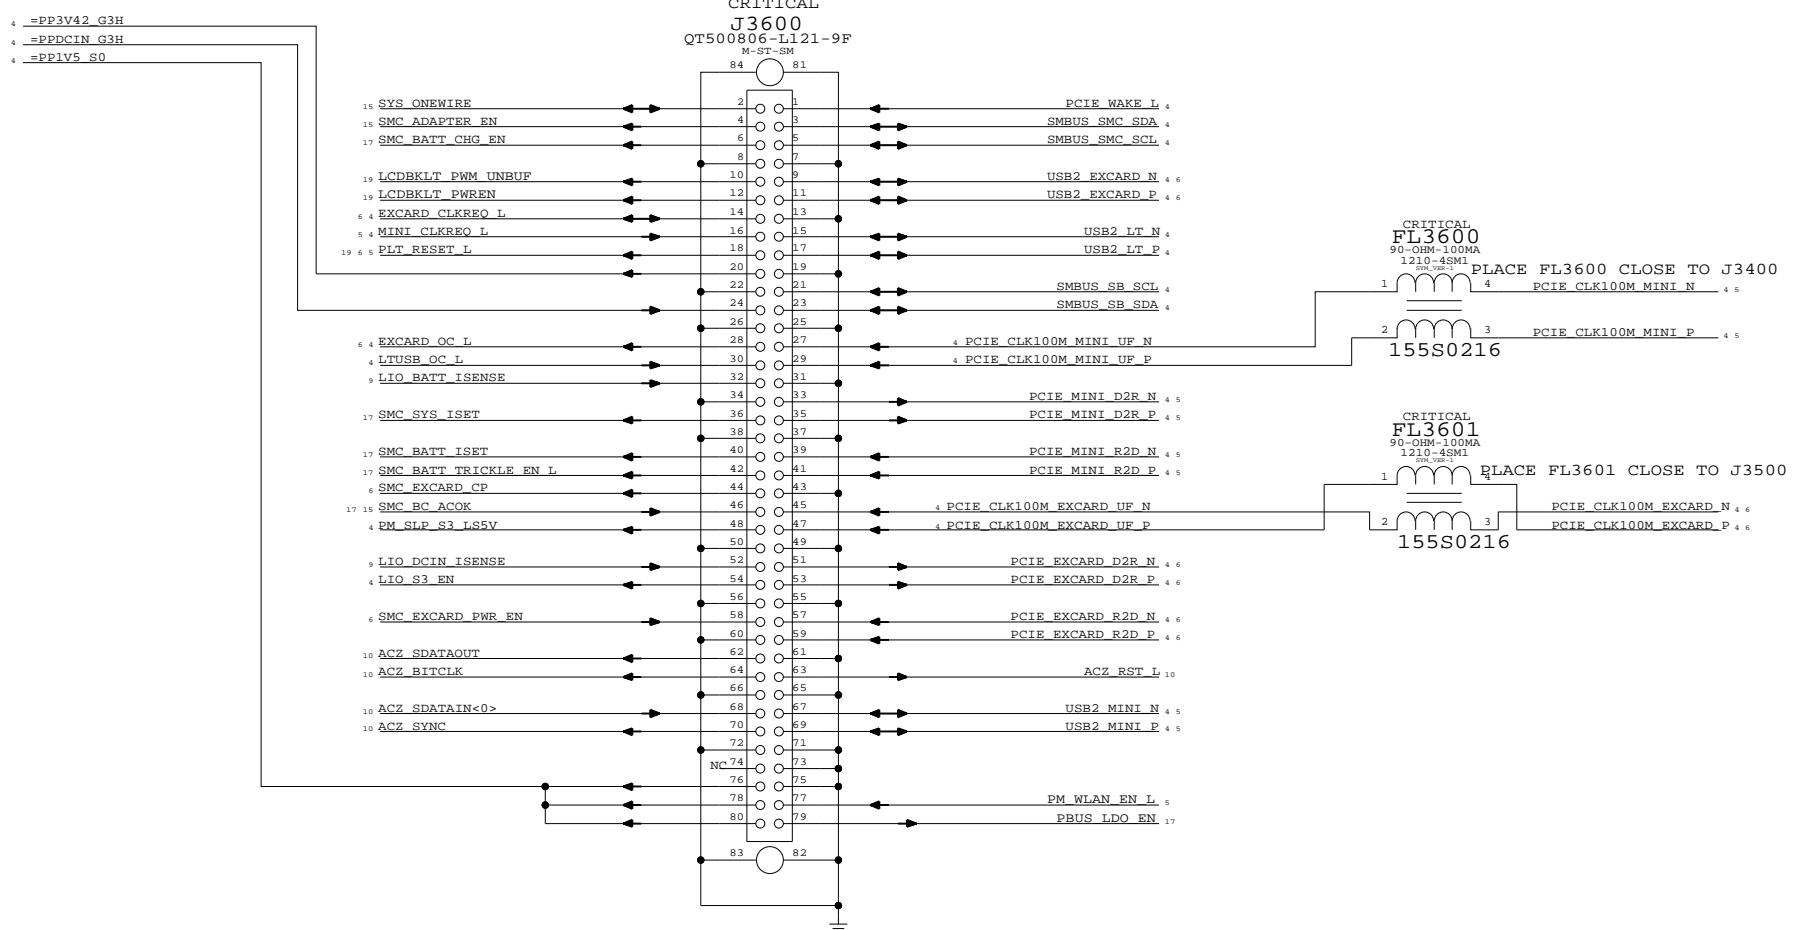 CRITICAL
J3600
QT500806-L121-9F
M-ST-SM
4 =PP3V42_G3H
4 =PPDCIN_G3H
4 =PP1V5_S0
84 81
15 SYS_ONEWIRE 2 1 PCIE_WAKE_L 4
15 SMC_ADAPTER_EN 4 3 SMBUS_SMC_SDA 4
17 SMC_BATT_CHG_EN 6 5 SMBUS_SMC_SCL 4
8 7
19 LCDBKLT_PWM_UNBUF 10 9 USB2_EXCARD_N 4 6
19 LCDBKLT_PWREN 12 11 USB2_EXCARD_P 4 6
6 4 EXCARD_CLKREQ_L 14 13
5 4 MINI_CLKREQ_L 16 15 USB2_LT_N 4
19 6 5 PLT_RESET_L 18 17 USB2_LT_P 4
20 19
22 21 SMBUS_SB_SCL 4
24 23 SMBUS_SB_SDA 4
26 25
6 4 EXCARD_OC_L 28 27 4 PCIE_CLK100M_MINI_UF_N
4 LTUSB_OC_L 30 29 4 PCIE_CLK100M_MINI_UF_P
9 LIO_BATT_ISENSE 32 31
34 33 PCIE_MINI_D2R_N 4 5
17 SMC_SYS_ISET 36 35 PCIE_MINI_D2R_P 4 5
38 37
17 SMC_BATT_ISET 40 39 PCIE_MINI_R2D_N 4 5
17 SMC_BATT_TRICKLE_EN_L 42 41 PCIE_MINI_R2D_P 4 5
6 SMC_EXCARD_CP 44 43
17 15 SMC_BC_ACOK 46 45 4 PCIE_CLK100M_EXCARD_UF_N
4 PM_SLP_S3_LS5V 48 47 4 PCIE_CLK100M_EXCARD_UF_P
50 49
9 LIO_DCIN_ISENSE 52 51 PCIE_EXCARD_D2R_N 4 6
4 LIO_S3_EN 54 53 PCIE_EXCARD_D2R_P 4 6
56 55
6 SMC_EXCARD_PWR_EN 58 57 PCIE_EXCARD_R2D_N 4 6
60 59 PCIE_EXCARD_R2D_P 4 6
10 ACZ_SDATAOUT 62 61
10 ACZ_BITCLK 64 63 ACZ_RST_L 10
66 65
10 ACZ_SDATAIN<0> 68 67 USB2_MINI_N 4 5
10 ACZ_SYNC 70 69 USB2_MINI_P 4 5
72 71
NC 74 73
76 75
78 77 PM_WLAN_EN_L 5
80 79 PBUS_LDO_EN 17
83 82
CRITICAL
FL3600
90-OHM-100MA
1210-4SM1
SYM_VER-1
PLACE FL3600 CLOSE TO J3400
1 4 PCIE_CLK100M_MINI_N 4 5
2 3 PCIE_CLK100M_MINI_P 4 5
155S0216
CRITICAL
FL3601
90-OHM-100MA
1210-4SM1
SYM_VER-1
PLACE FL3601 CLOSE TO J3500
1 4
PCIE_CLK100M_EXCARD_N 4 6
2 3 PCIE_CLK100M_EXCARD_P 4 6
155S0216